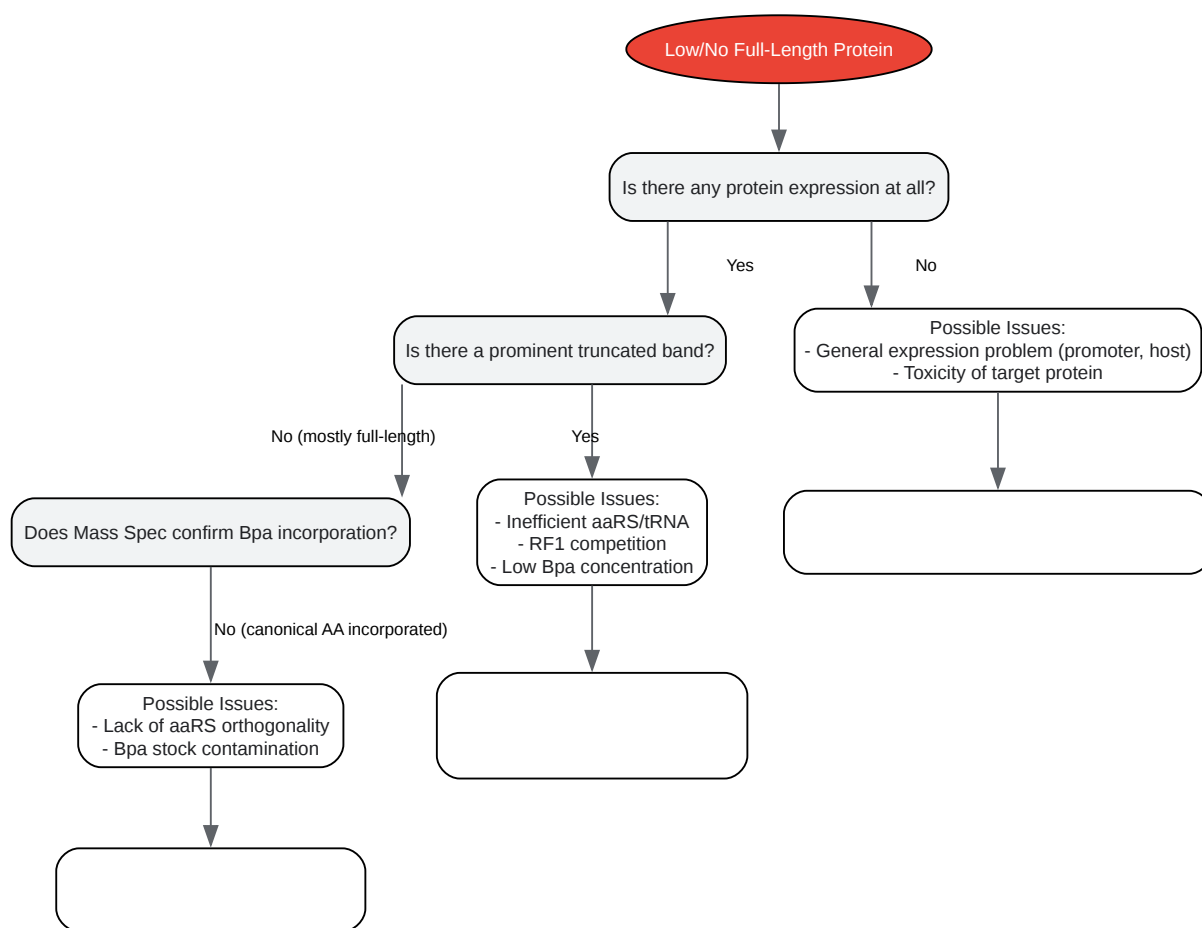 Low/No Full-Length Protein
Is there any protein expression at all?
Yes
No
Is there a prominent truncated band?
Possible Issues:
- General expression problem (promoter, host)
- Toxicity of target protein
No (mostly full-length)
Yes
Does Mass Spec confirm Bpa incorporation?
Possible Issues:
- Inefficient aaRS/tRNA
- RF1 competition
- Low Bpa concentration
No (canonical AA incorporated)
Possible Issues:
- Lack of aaRS orthogonality
- Bpa stock contamination